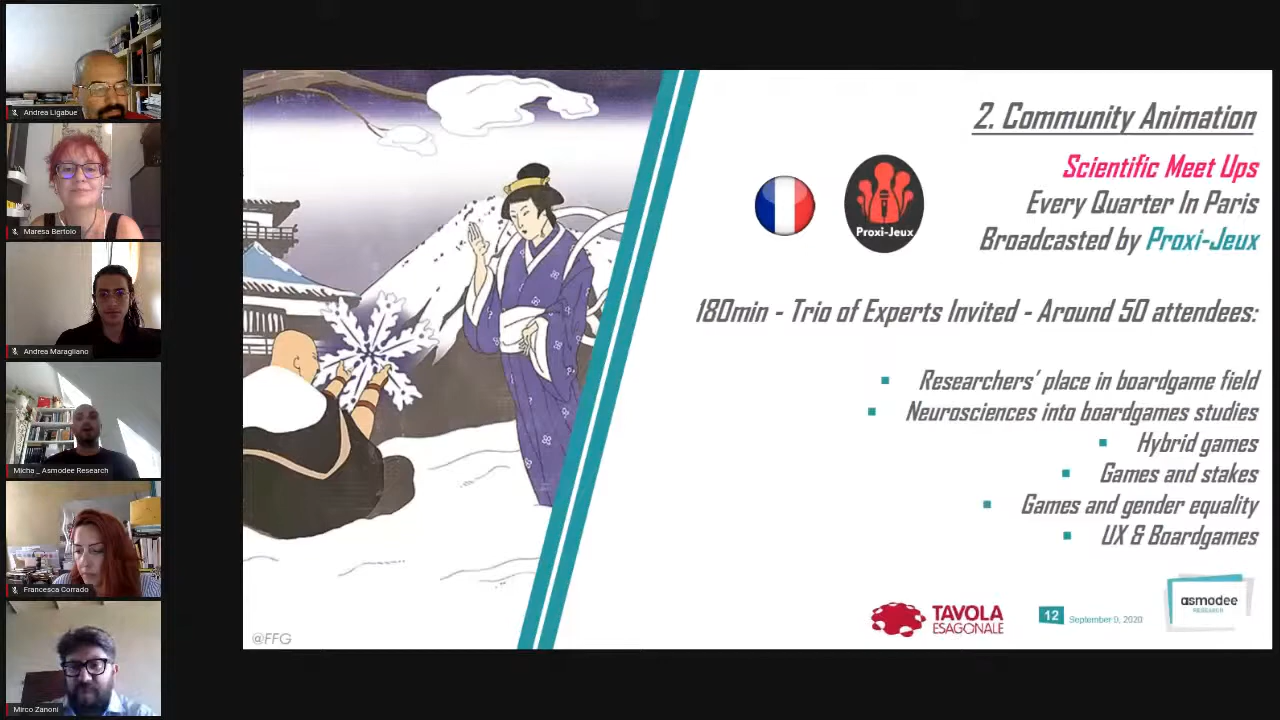 Andrea Ligabue
Maresa Bertolo
Andrea Maragliano
Micha _ Asmodee Research
Francesca Corrado
Mirco Zanoni
2. Community Animation
Scientific Meet Ups
Every Quarter In Paris
Broadcasted by Proxi-Jeux
Proxi-Jeux
180min - Trio of Experts Invited - Around 50 attendees:
Researchers' place in boardgame field
Neurosciences into boardgames studies
Hybrid games
Games and stakes
Games and gender equality
UX & Boardgames
@FFG
TAVOLA
ESAGONALE
12
September 9, 2020
asmodee
RESEARCH